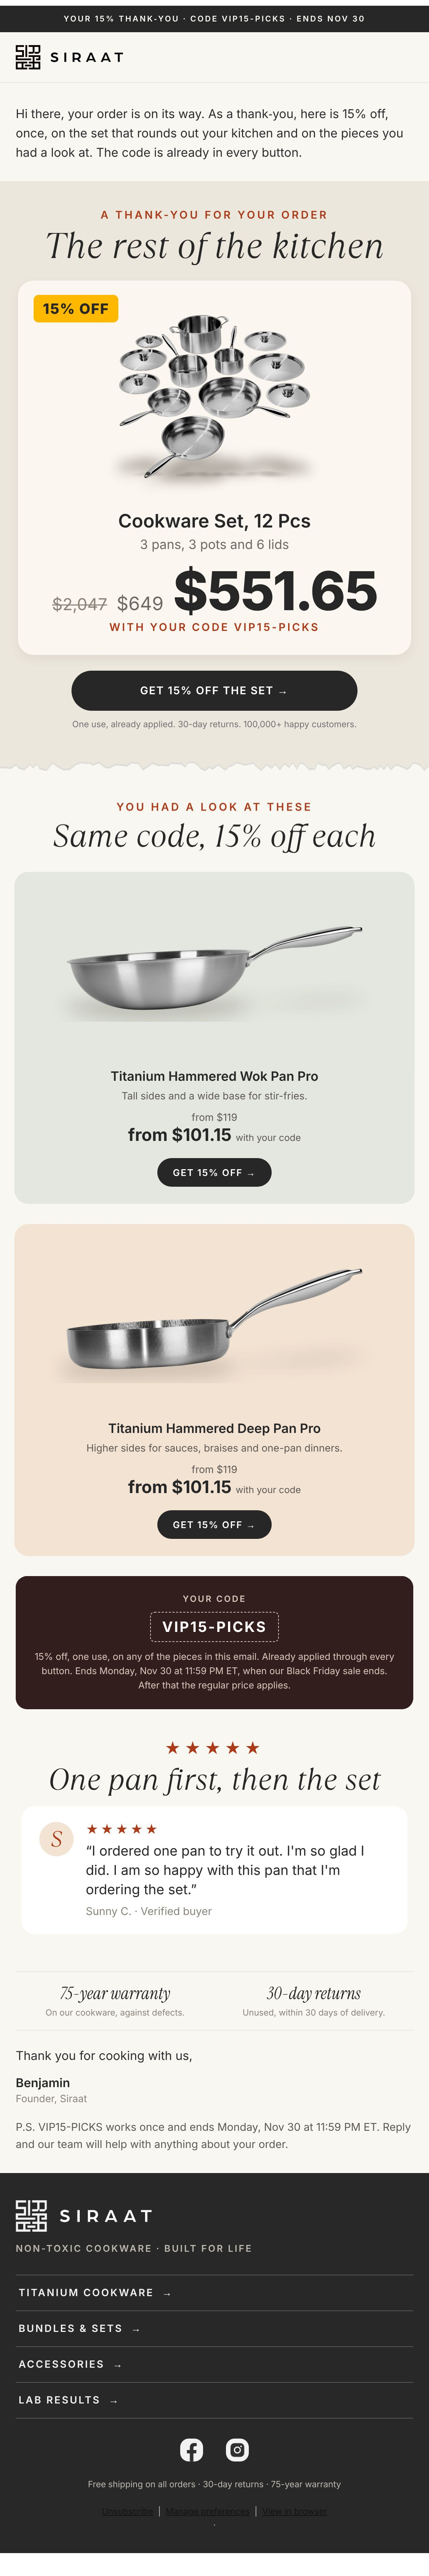 YOUR 15% THANK-YOU · CODE VIP15-PICKS · ENDS NOV 30
SIRAAT
Hi there, your order is on its way. As a thank-you, here is 15% off,
once, on the set that rounds out your kitchen and on the pieces you
had a look at. The code is already in every button.
A THANK-YOU FOR YOUR ORDER
The rest of the kitchen
15% OFF
Cookware Set, 12 Pcs
3 pans, 3 pots and 6 lids
$2,047 $649 $551.65
WITH YOUR CODE VIP15-PICKS
GET 15% OFF THE SET →
One use, already applied. 30-day returns. 100,000+ happy customers.
YOU HAD A LOOK AT THESE
Same code, 15% off each
Titanium Hammered Wok Pan Pro
Tall sides and a wide base for stir-fries.
from $119
from $101.15 with your code
GET 15% OFF →
Titanium Hammered Deep Pan Pro
Higher sides for sauces, braises and one-pan dinners.
from $119
from $101.15 with your code
GET 15% OFF →
YOUR CODE
VIP15-PICKS
15% off, one use, on any of the pieces in this email. Already applied through every
button. Ends Monday, Nov 30 at 11:59 PM ET, when our Black Friday sale ends.
After that the regular price applies.
★★★★★
One pan first, then the set
S
★★★★★
“I ordered one pan to try it out. I'm so glad I
did. I am so happy with this pan that I'm
ordering the set.”
Sunny C. · Verified buyer
75-year warranty
On our cookware, against defects.
30-day returns
Unused, within 30 days of delivery.
Thank you for cooking with us,
Benjamin
Founder, Siraat
P.S. VIP15-PICKS works once and ends Monday, Nov 30 at 11:59 PM ET. Reply
and our team will help with anything about your order.
SIRAAT
NON-TOXIC COOKWARE · BUILT FOR LIFE
TITANIUM COOKWARE →
BUNDLES & SETS →
ACCESSORIES →
LAB RESULTS →
Free shipping on all orders · 30-day returns · 75-year warranty
Unsubscribe | Manage preferences | View in browser